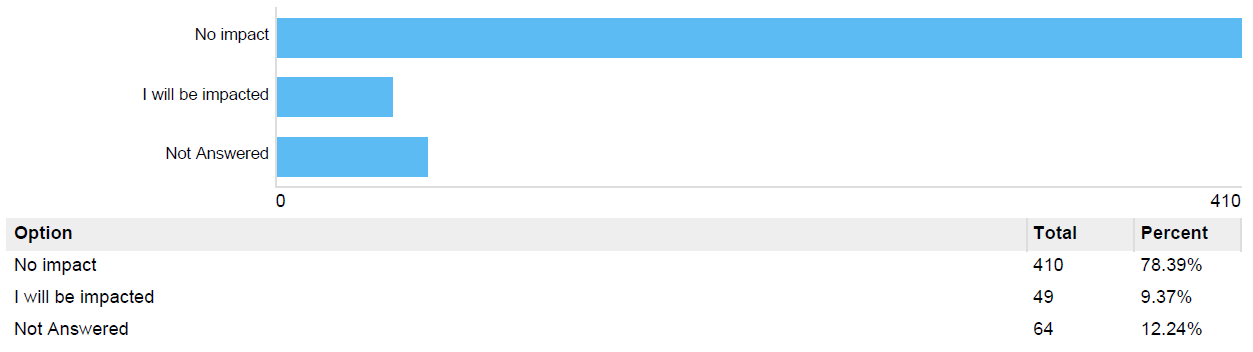 No impact
I will be impacted
Not Answered
0 410
Option Total Percent
No impact 410 78.39%
I will be impacted 49 9.37%
Not Answered 64 12.24%